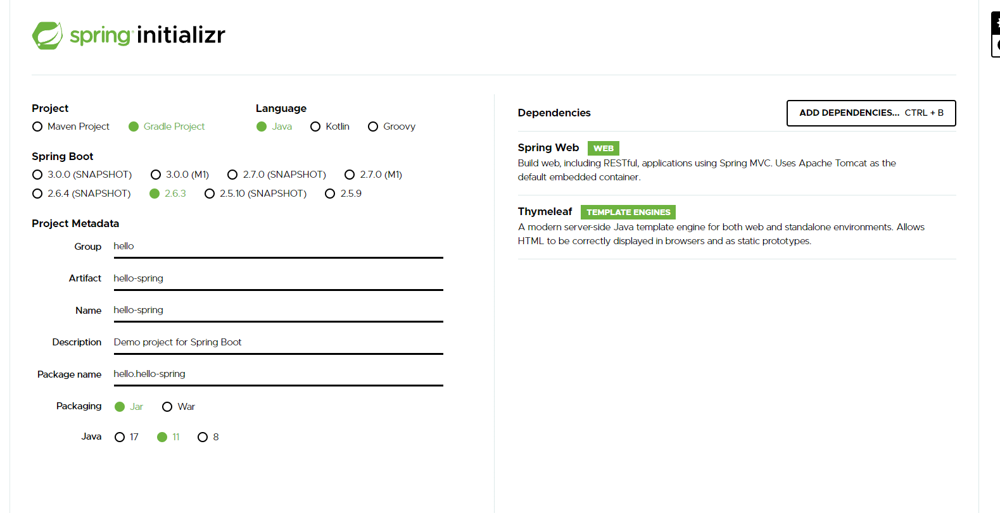 spring initializr
Project
Maven Project Gradle Project
Language
Java Kotlin Groovy
Spring Boot
3.0.0 (SNAPSHOT) 3.0.0 (M1) 2.7.0 (SNAPSHOT) 2.7.0 (M1)
2.6.4 (SNAPSHOT) 2.6.3 2.5.10 (SNAPSHOT) 2.5.9
Project Metadata
Group hello
Artifact hello-spring
Name hello-spring
Description Demo project for Spring Boot
Package name hello.hello-spring
Packaging Jar War
Java 17 11 8
Dependencies
ADD DEPENDENCIES... CTRL + B
Spring Web WEB
Build web, including RESTful, applications using Spring MVC. Uses Apache Tomcat as the
default embedded container.
Thymeleaf TEMPLATE ENGINES
A modern server-side Java template engine for both web and standalone environments. Allows
HTML to be correctly displayed in browsers and as static prototypes.